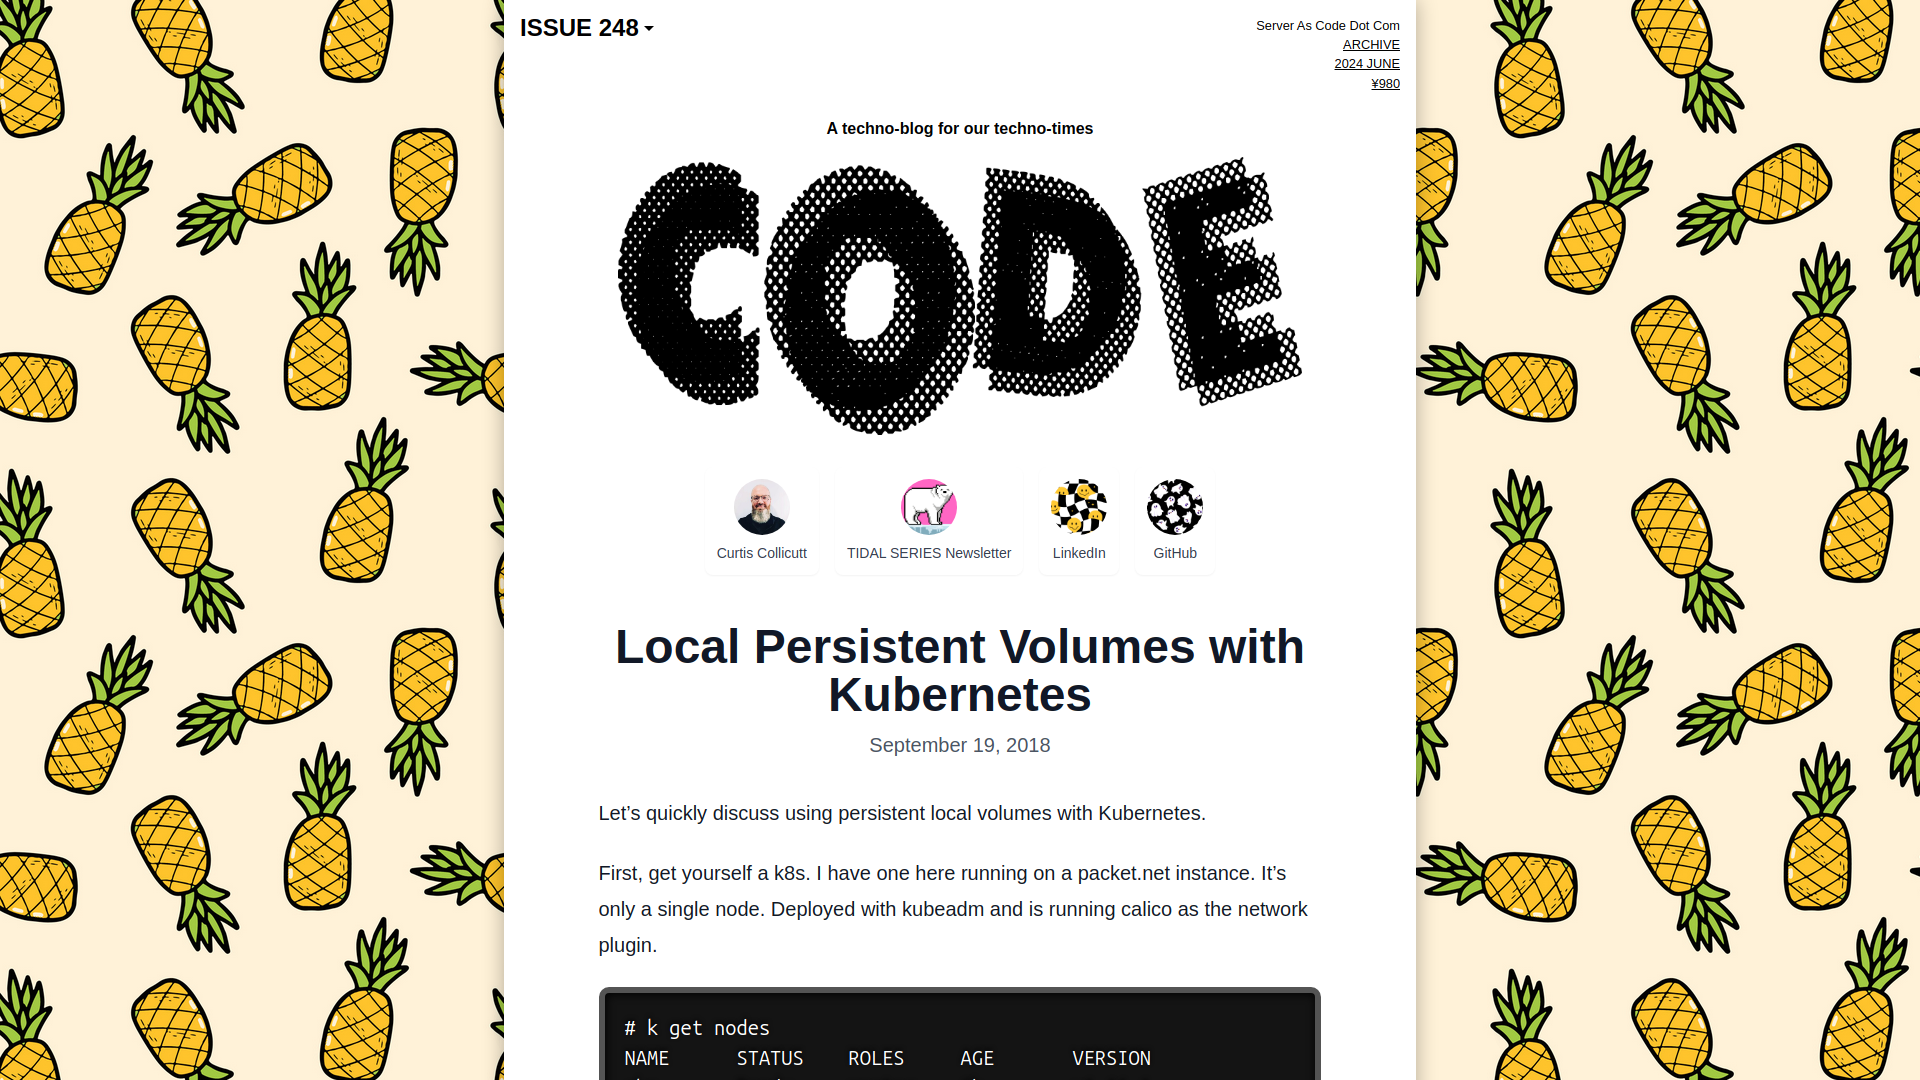 ISSUE 248
Server As Code Dot Com
ARCHIVE
2024 JUNE
¥980
A techno-blog for our techno-times
CODE
Curtis Collicutt
TIDAL SERIES Newsletter
LinkedIn
GitHub
Local Persistent Volumes with
Kubernetes
September 19, 2018
Let’s quickly discuss using persistent local volumes with Kubernetes.
First, get yourself a k8s. I have one here running on a packet.net instance. It’s
only a single node. Deployed with kubeadm and is running calico as the network
plugin.
# k get nodes
NAME STATUS ROLES AGE VERSION